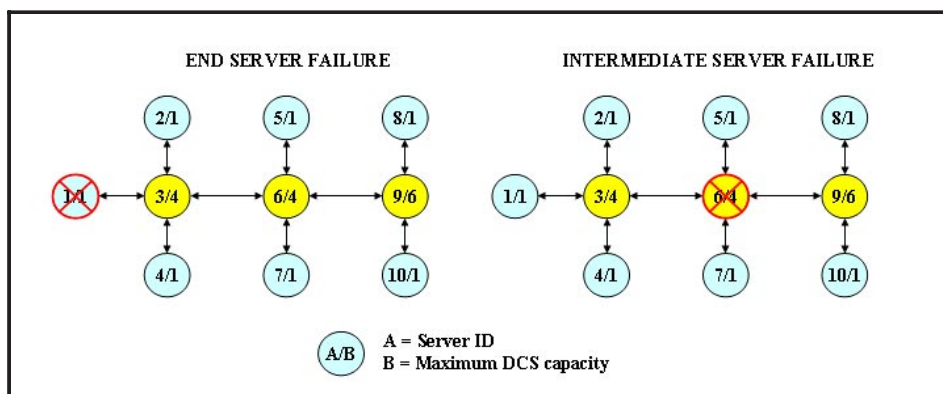 END SERVER FAILURE
INTERMEDIATE SERVER FAILURE
2/1 5/1 8/1
2/1 5/1 8/1
1/1 3/4 6/4 9/6
1/1 3/4 6/4 9/6
4/1 7/1 10/1
4/1 7/1 10/1
A/B
A = Server ID
B = Maximum DCS capacity